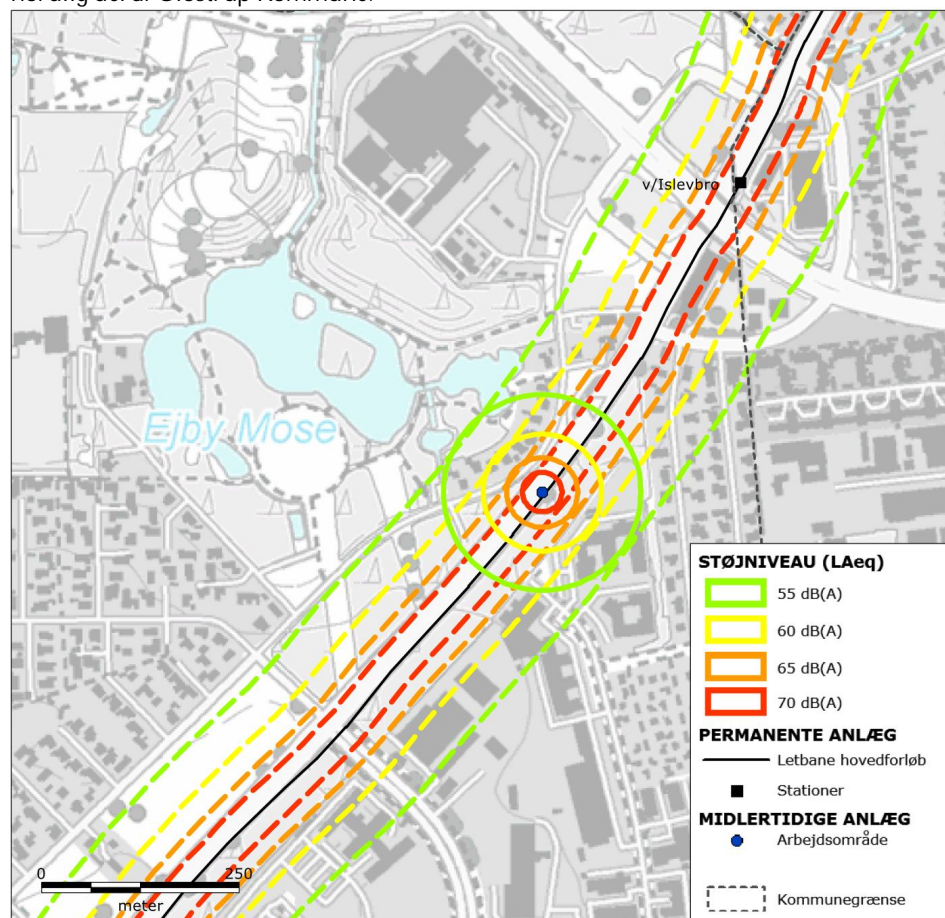 v/Islevbro
Ejby Mose
STØJNIVEAU (LAeq)
55 dB(A)
60 dB(A)
65 dB(A)
70 dB(A)
PERMANENTE ANLÆG
Letbane hovedforløb
Stationer
MIDLERTIDIGE ANLÆG
Arbejdsområde
Kommunegrænse
0 250
meter